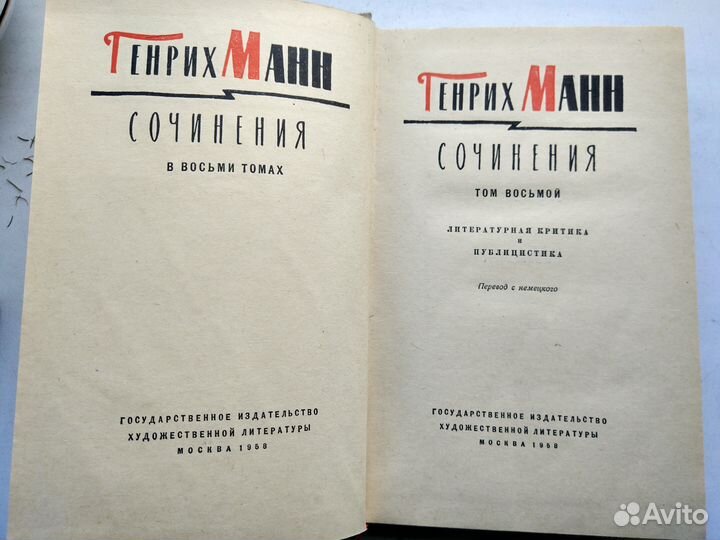 ГЕНРИХ МАНН
СОЧИНЕНИЯ
В ВОСЬМИ ТОМАХ
ГОСУДАРСТВЕННОЕ ИЗДАТЕЛЬСТВО
ХУДОЖЕСТВЕННОЙ ЛИТЕРАТУРЫ
МОСКВА 1958
ГЕНРИХ МАНН
СОЧИНЕНИЯ
ТОМ ВОСЬМОЙ
ЛИТЕРАТУРНАЯ КРИТИКА
И
ПУБЛИЦИСТИКА
Перевод с немецкого
ГОСУДАРСТВЕННОЕ ИЗДАТЕЛЬСТВО
ХУДОЖЕСТВЕННОЙ ЛИТЕРАТУРЫ
МОСКВА 1958
Avito